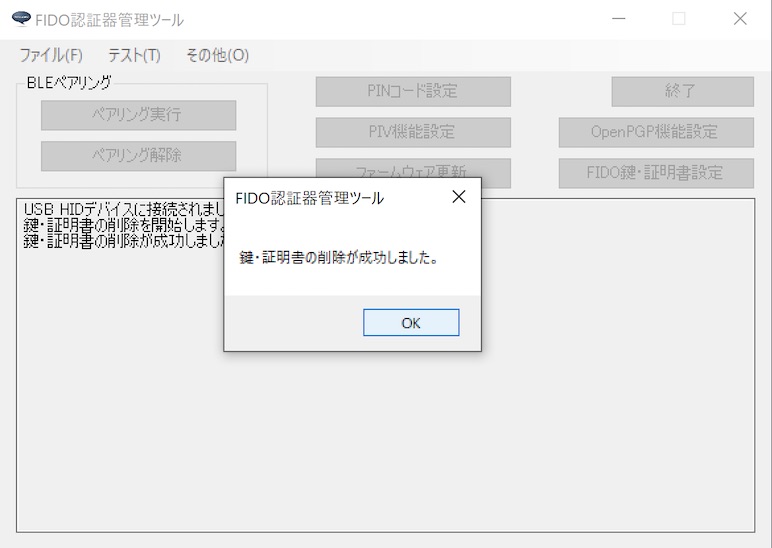 FIDO認証器管理ツール
ファイル(F) テスト(T) その他(O)
BLEペアリング
ペアリング実行
ペアリング解除
PINコード設定
PIV機能設定
ファームウェア更新
終了
OpenPGP機能設定
FIDO鍵・証明書設定
USB HIDデバイスに接続されまし
鍵・証明書の削除を開始します。
鍵・証明書の削除が成功しまし
FIDO認証器管理ツール
鍵・証明書の削除が成功しました。
OK